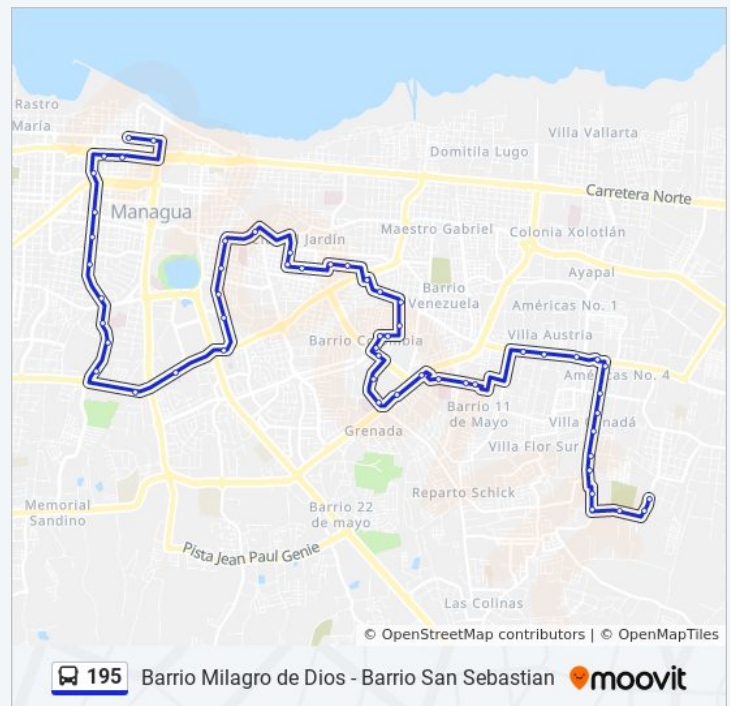 Rastro
María
Villa Vallarta
Domitila Lugo
Carretera Norte
Managua
Maestro Gabriel
Colonia Xolotlán
Jardín
Ayapal
Barrio
Venezuela
Américas No. 1
Villa Austria
Barrio Colombia
Américas No. 4
Barrio 11
de Mayo
Villa Canadá
Grenada
Villa Flor Sur
Reparto Schick
Memorial
Sandino
Barrio 22
de mayo
Pista Jean Paul Genie
Las Colinas
© OpenStreetMap contributors | © OpenMapTiles
195 Barrio Milagro de Dios - Barrio San Sebastian moovit